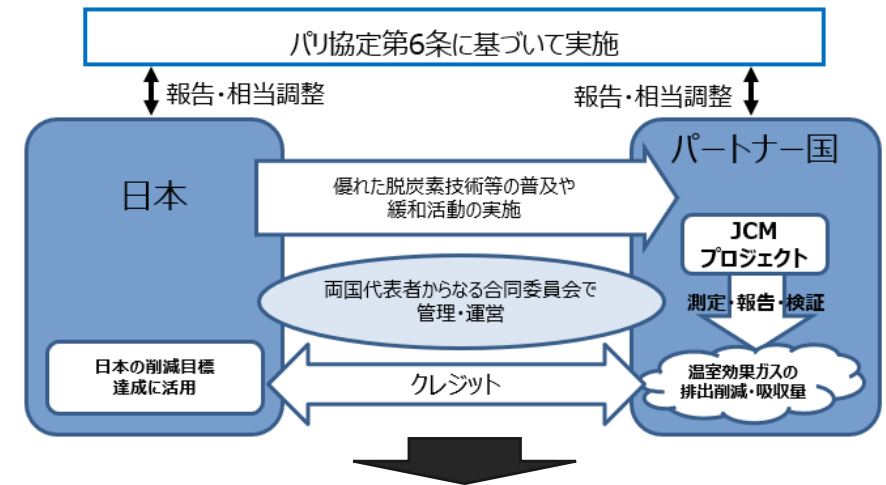 パリ協定第6条に基づいて実施
報告・相当調整
報告・相当調整
日本
パートナー国
優れた脱炭素技術等の普及や
緩和活動の実施
JCM
プロジェクト
両国代表者からなる合同委員会で
管理・運営
測定・報告・検証
日本の削減目標
達成に活用
クレジット
温室効果ガスの
排出削減・吸収量